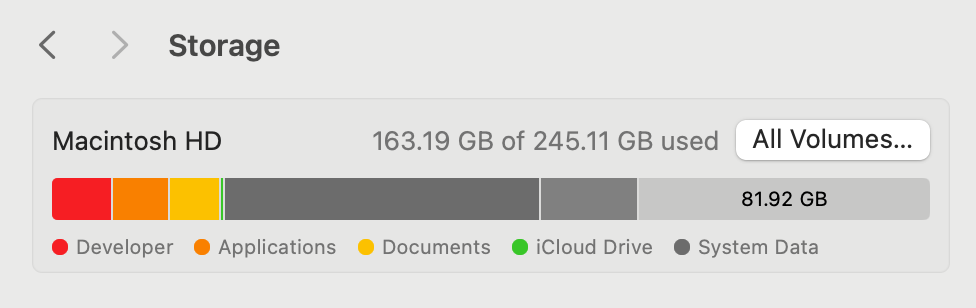 Storage
Macintosh HD 163.19 GB of 245.11 GB used All Volumes...
81.92 GB
Developer Applications Documents iCloud Drive System Data